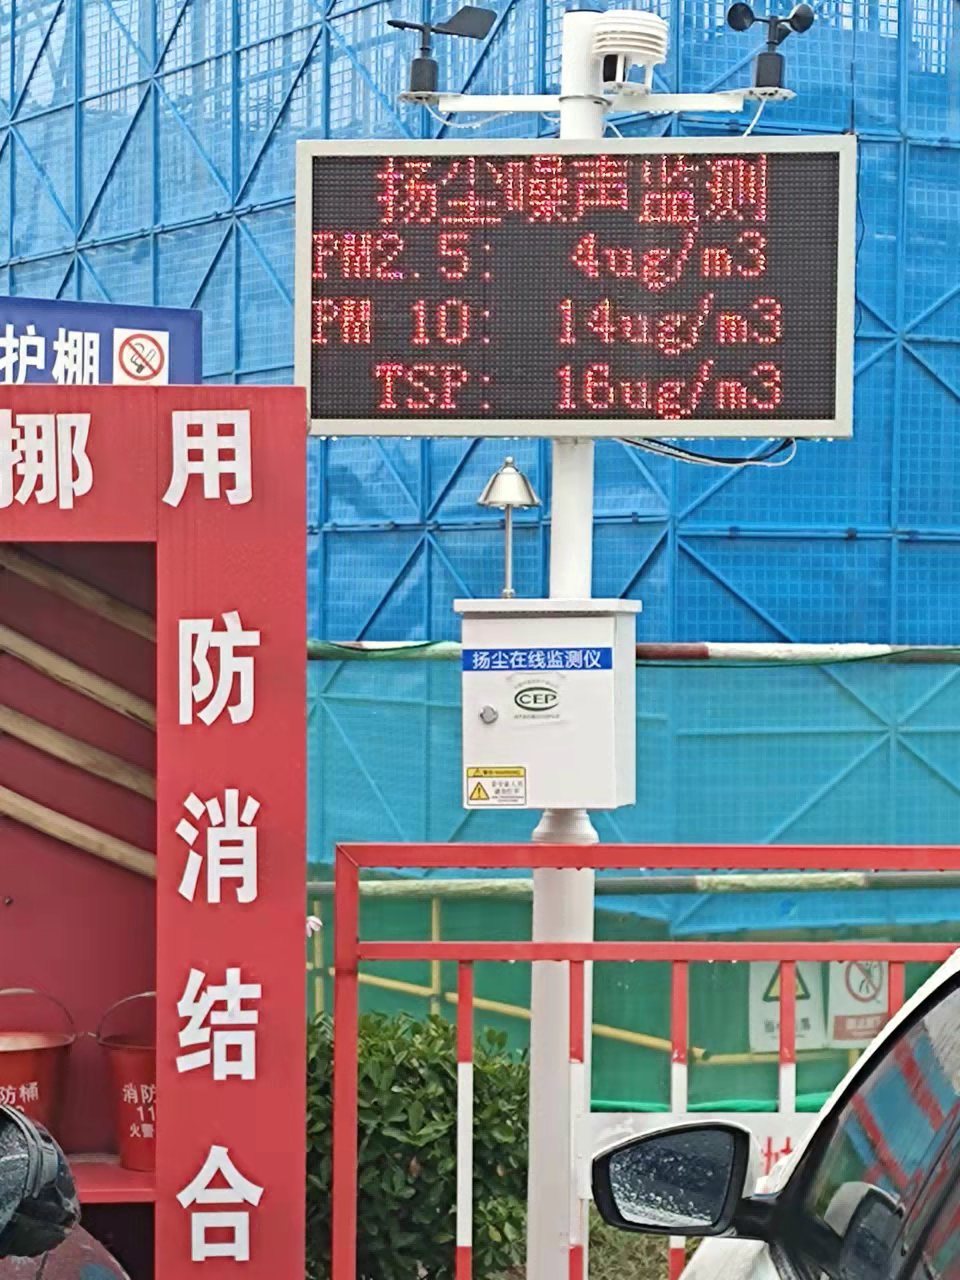 扬尘噪声监测
PM2.5: 4ug/m3
PM 10: 14ug/m3
TSP: 16ug/m3
护棚
挪用
防消结合
扬尘在线监测仪
CEP
防桶
消防
11
火警